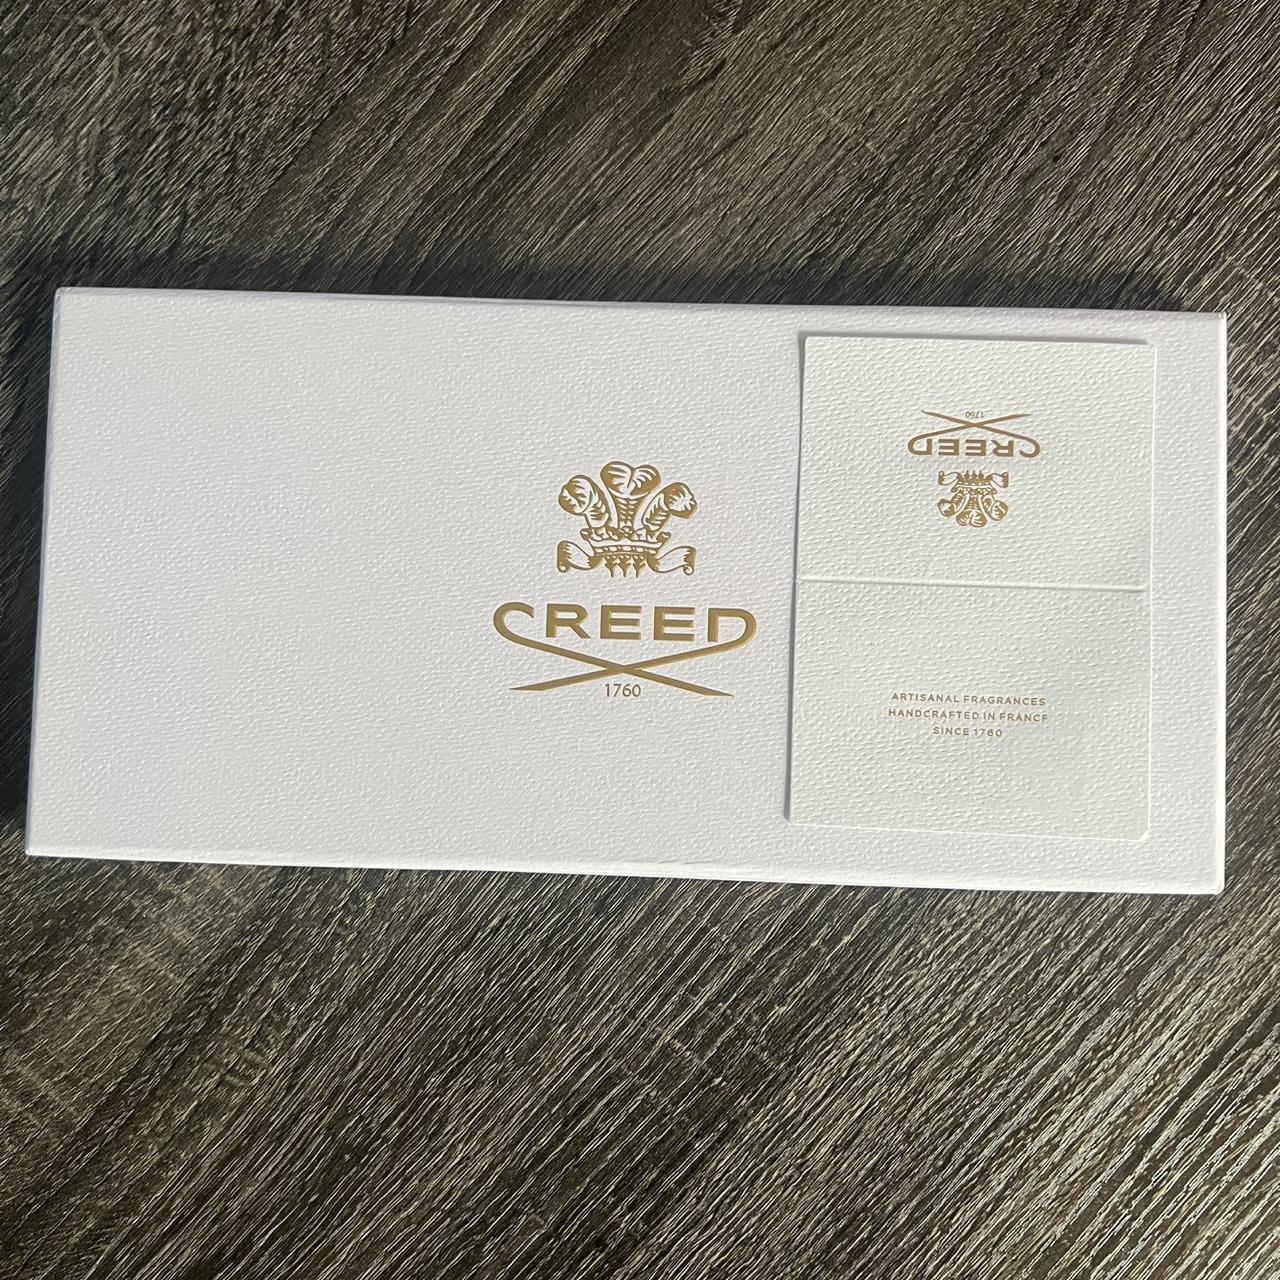 CREED
1760
1760
CREED
ARTISANAL FRAGRANCES
HANDCRAFTED IN FRANCE
SINCE 1760